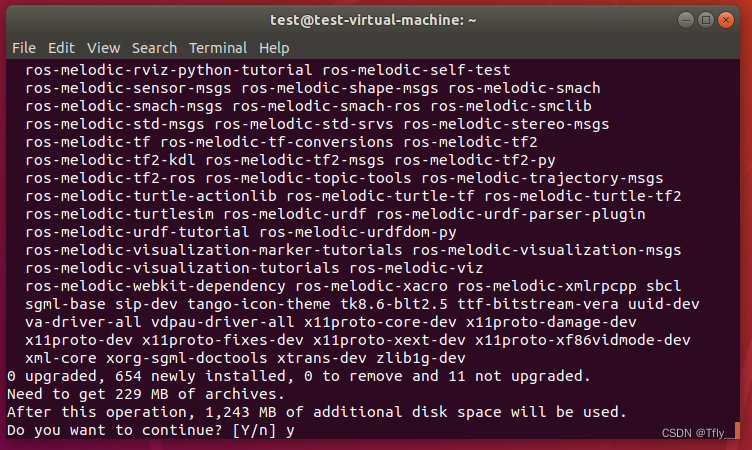 test@test-virtual-machine: ~
File Edit View Search Terminal Help
ros-melodic-rviz-python-tutorial ros-melodic-self-test
ros-melodic-sensor-msgs ros-melodic-shape-msgs ros-melodic-smach
ros-melodic-smach-msgs ros-melodic-smach-ros ros-melodic-smclib
ros-melodic-std-msgs ros-melodic-std-srvs ros-melodic-stereo-msgs
ros-melodic-tf ros-melodic-tf-conversions ros-melodic-tf2
ros-melodic-tf2-kdl ros-melodic-tf2-msgs ros-melodic-tf2-py
ros-melodic-tf2-ros ros-melodic-topic-tools ros-melodic-trajectory-msgs
ros-melodic-turtle-actionlib ros-melodic-turtle-tf ros-melodic-turtle-tf2
ros-melodic-turtlesim ros-melodic-urdf ros-melodic-urdf-parser-plugin
ros-melodic-urdf-tutorial ros-melodic-urdfdom-py
ros-melodic-visualization-marker-tutorials ros-melodic-visualization-msgs
ros-melodic-visualization-tutorials ros-melodic-viz
ros-melodic-webkit-dependency ros-melodic-xacro ros-melodic-xmlrpcpp sbcl
sgml-base sip-dev tango-icon-theme tk8.6-blt2.5 ttf-bitstream-vera uuid-dev
va-driver-all vdpau-driver-all x11proto-core-dev x11proto-damage-dev
x11proto-dev x11proto-fixes-dev x11proto-xext-dev x11proto-xf86vidmode-dev
xml-core xorg-sgml-doctools xtrans-dev zlib1g-dev
0 upgraded, 654 newly installed, 0 to remove and 11 not upgraded.
Need to get 229 MB of archives.
After this operation, 1,243 MB of additional disk space will be used.
Do you want to continue? [Y/n] y
CSDN @Tfly__